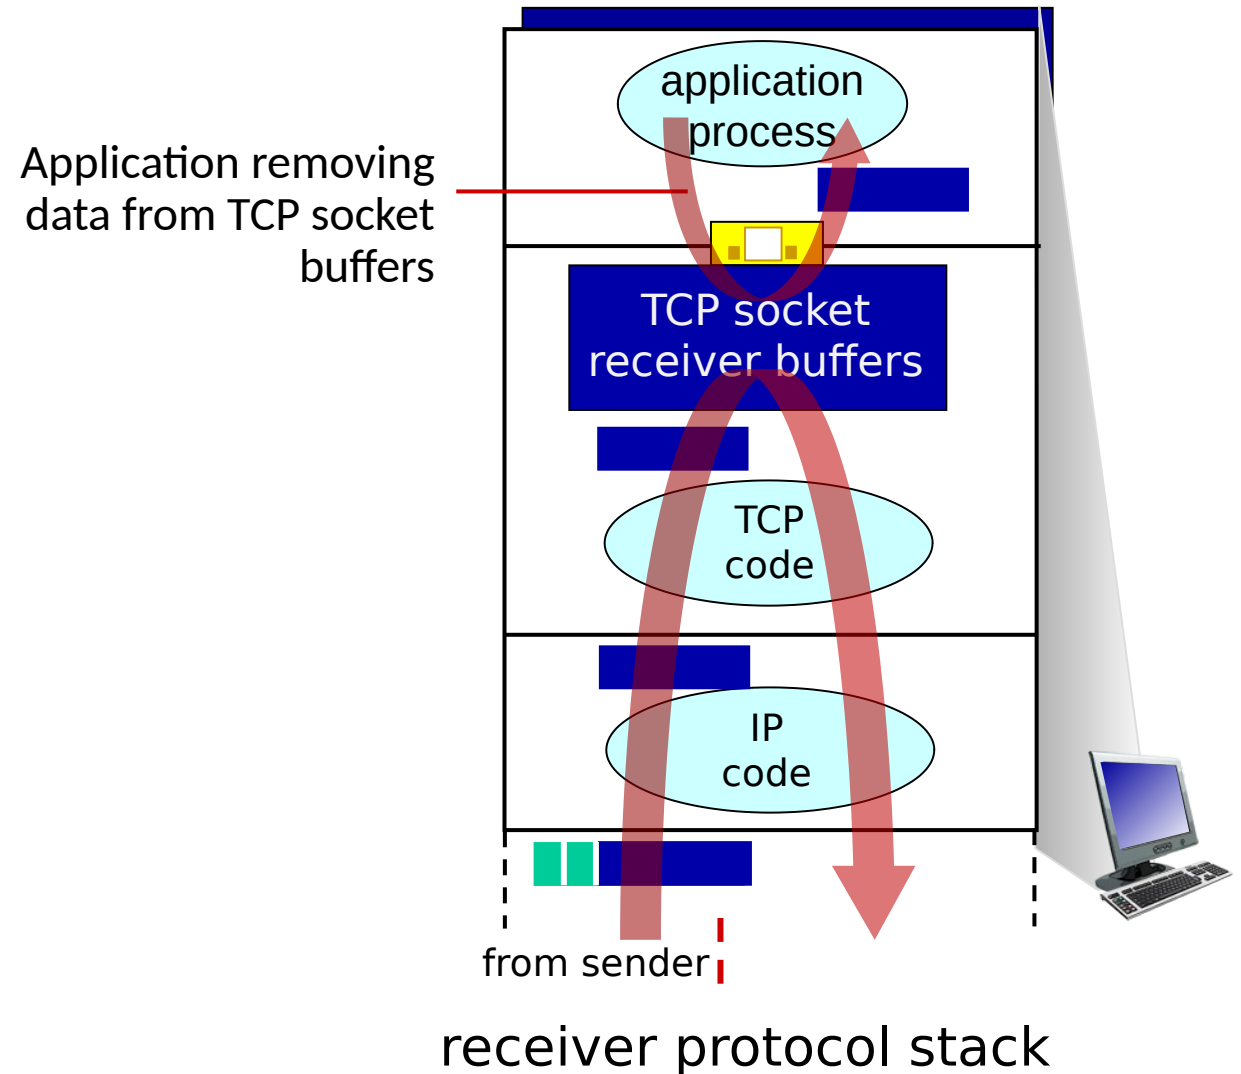 application
process
Application removing
data from TCP socket
buffers
TCP socket
receiver buffers
TCP
code
IP
code
from sender
receiver protocol stack